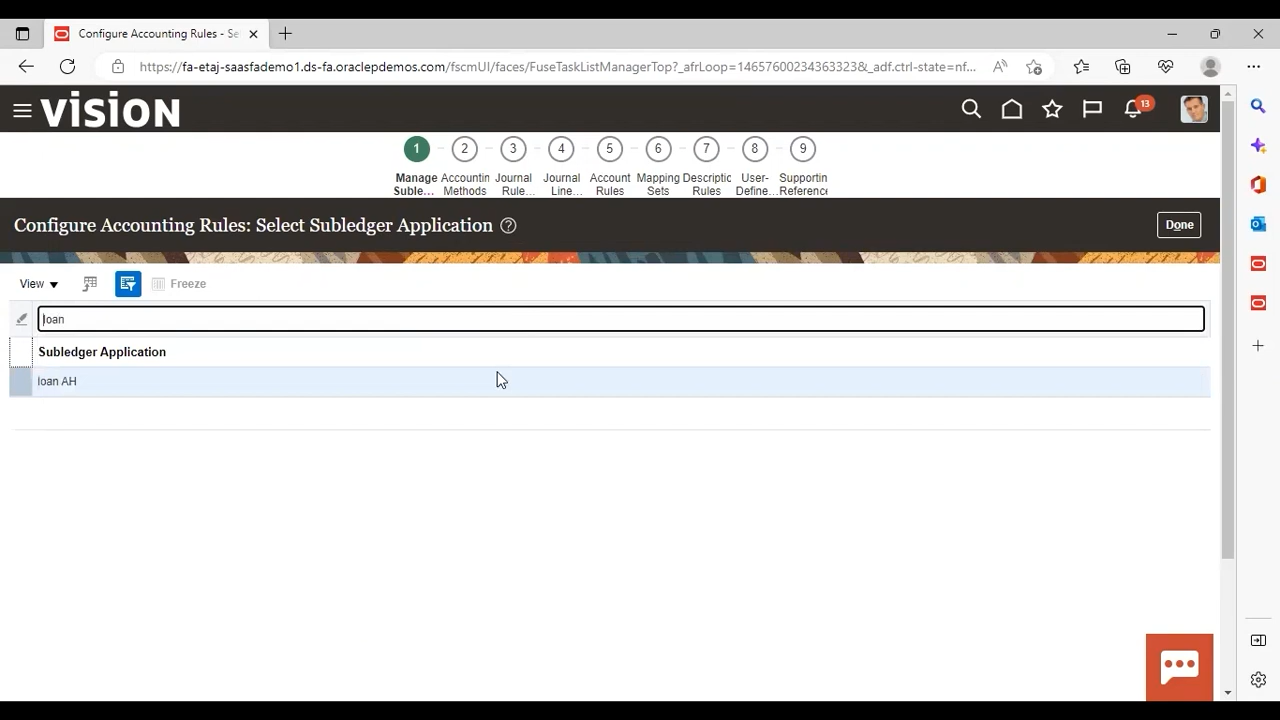 Configure Accounting Rules - Se
https://fa-etaj-saasfademo1.ds-fa.oraclepdemos.com/fscmUI/faces/FuseTaskListManagerTop?_afrLoop=14657600234363323&_adf.ctrl-state=nf...
vision
13
1 2 3 4 5 6 7 8 9
Manage Accounting Journal Journal Account Mapping Descriptic User- Supportin
Suble... Methods Rule... Line... Rules Sets Rules Define... Reference
Configure Accounting Rules: Select Subledger Application
Done
View Freeze
loan
Subledger Application
loan AH